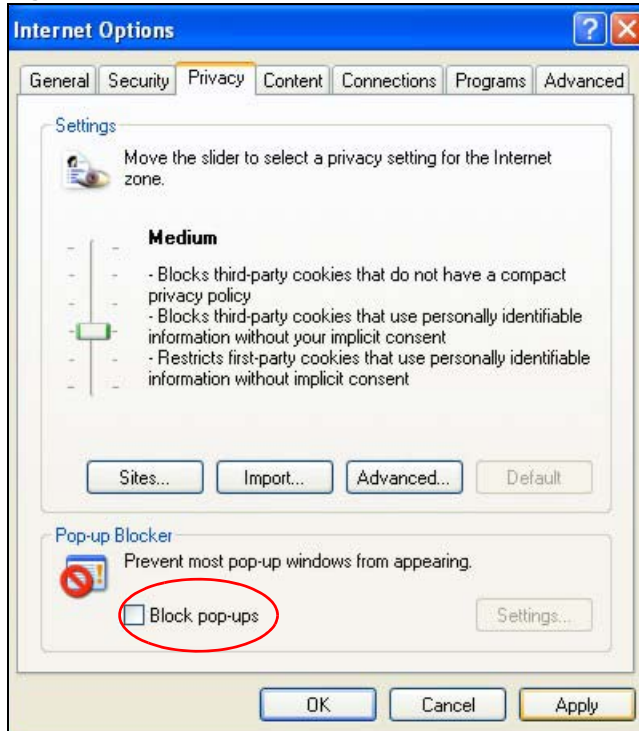 Internet Options
General Security Privacy Content Connections Programs Advanced
Settings
Move the slider to select a privacy setting for the Internet
zone.
Medium
- Blocks third-party cookies that do not have a compact
privacy policy
- Blocks third-party cookies that use personally identifiable
information without your implicit consent
- Restricts first-party cookies that use personally identifiable
information without implicit consent
Sites... Import... Advanced... Default
Pop-up Blocker
Prevent most pop-up windows from appearing.
Block pop-ups Settings...
OK Cancel Apply